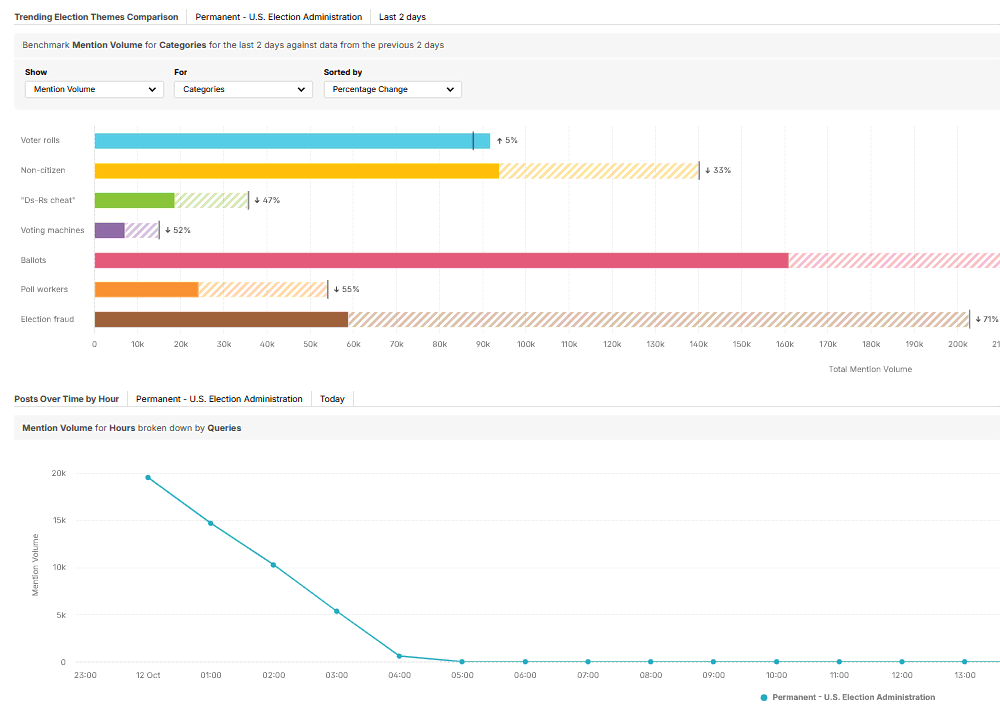 Trending Election Themes Comparison Permanent - U.S. Election Administration Last 2 days
Benchmark Mention Volume for Categories for the last 2 days against data from the previous 2 days
Show For Sorted by
Mention Volume Categories Percentage Change
Voter rolls ↑ 5%
Non-citizen ↓ 33%
"Ds-Rs cheat" ↓ 47%
Voting machines ↓ 52%
Ballots
Poll workers ↓ 55%
Election fraud ↓ 71%
0 10k 20k 30k 40k 50k 60k 70k 80k 90k 100k 110k 120k 130k 140k 150k 160k 170k 180k 190k 200k 21
Total Mention Volume
Posts Over Time by Hour Permanent - U.S. Election Administration Today
Mention Volume for Hours broken down by Queries
20k
15k
10k
5k
0
Mention Volume
23:00 12 Oct 01:00 02:00 03:00 04:00 05:00 06:00 07:00 08:00 09:00 10:00 11:00 12:00 13:00
Permanent - U.S. Election Administration